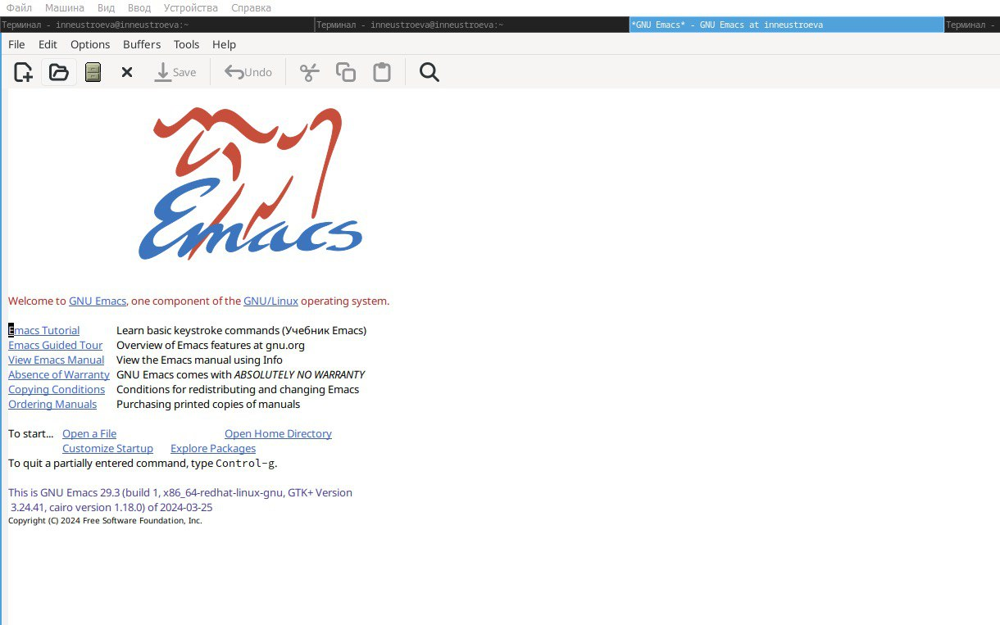 Файл Машина Вид Ввод Устройства Справка
Терминал - inneustroeva@inneustroeva:~ Терминал - inneustroeva@inneustroeva:~ *GNU Emacs* - GNU Emacs at inneustroeva Терминал -
File Edit Options Buffers Tools Help
Save Undo
Emacs
Welcome to GNU Emacs, one component of the GNU/Linux operating system.
Emacs Tutorial Learn basic keystroke commands (Учебник Emacs)
Emacs Guided Tour Overview of Emacs features at gnu.org
View Emacs Manual View the Emacs manual using Info
Absence of Warranty GNU Emacs comes with ABSOLUTELY NO WARRANTY
Copying Conditions Conditions for redistributing and changing Emacs
Ordering Manuals Purchasing printed copies of manuals
To start... Open a File Open Home Directory
Customize Startup Explore Packages
To quit a partially entered command, type Control-g.
This is GNU Emacs 29.3 (build 1, x86_64-redhat-linux-gnu, GTK+ Version
3.24.41, cairo version 1.18.0) of 2024-03-25
Copyright (C) 2024 Free Software Foundation, Inc.